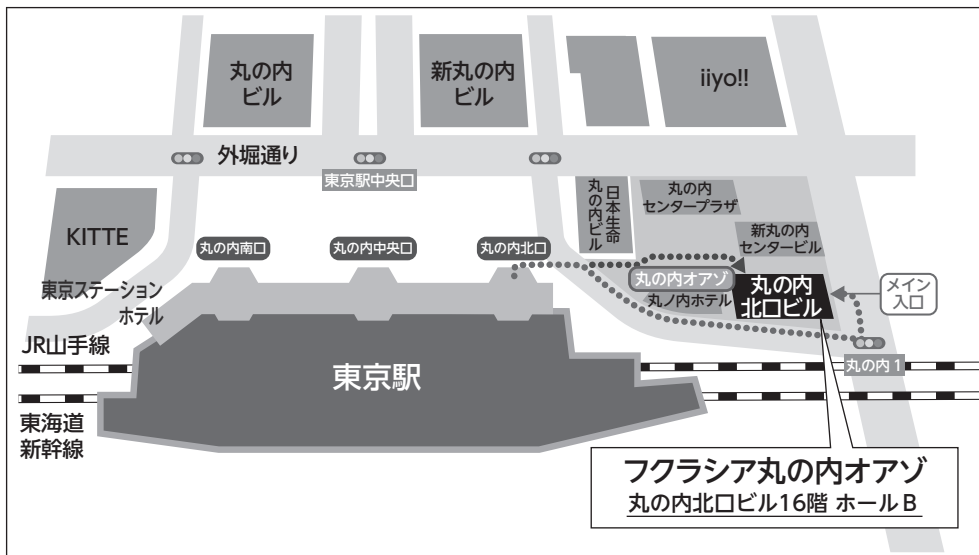 丸の内
ビル
新丸の内
ビル
iiyo!!
外堀通り
東京駅中央口
KITTE
丸の内南口
丸の内中央口
丸の内北口
日本生命
丸の内ビル
丸の内
センタープラザ
新丸の内
センタービル
丸の内オアゾ
丸ノ内ホテル
丸の内
北口ビル
メイン
入口
東京ステーション
ホテル
JR山手線
東京駅
丸の内1
東海道
新幹線
フクラシア丸の内オアゾ
丸の内北口ビル16階 ホールB